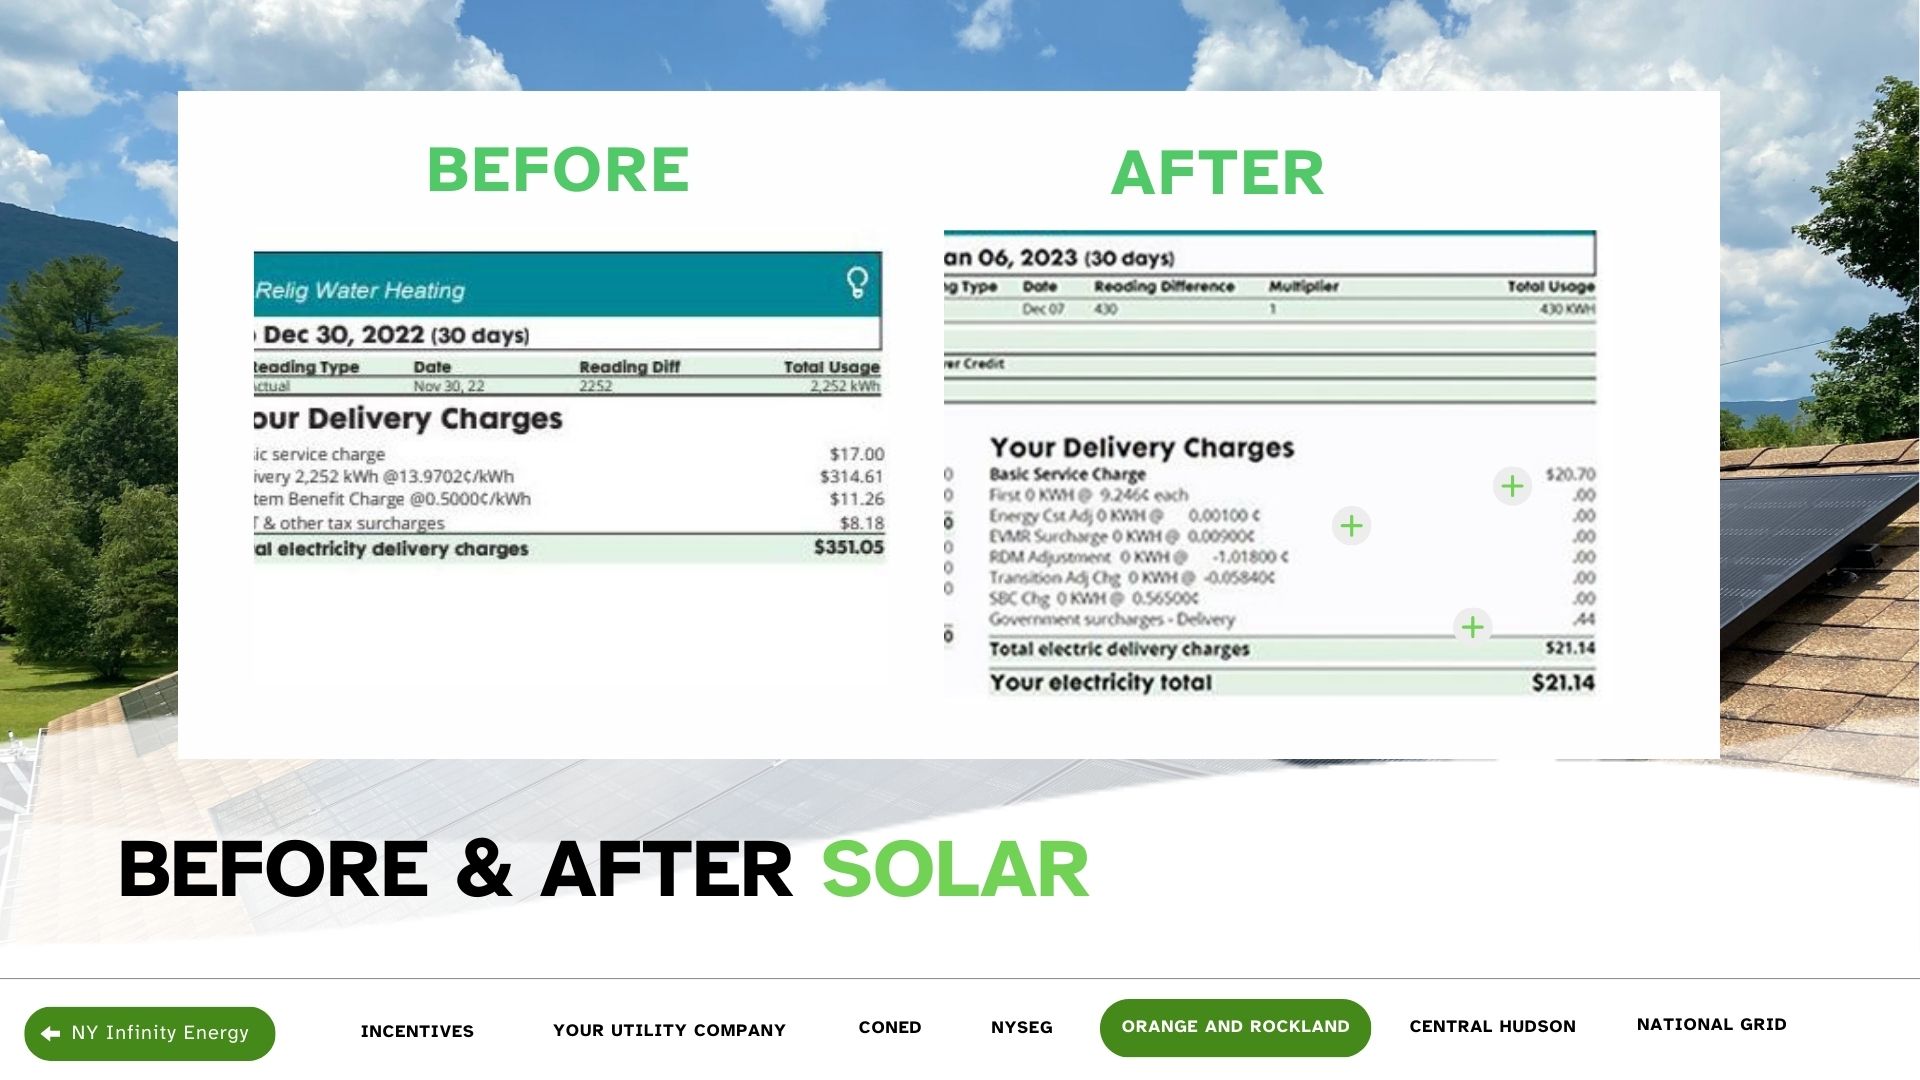 BEFORE
Relig Water Heating
Dec 30, 2022 (30 days)
Reading Type Date Reading Diff Total Usage
ctual Nov 30, 22 2252 2,252 kWh
our Delivery Charges
sic service charge $17.00
ivery 2,252 kWh @13.9702¢/kWh $314.61
tem Benefit Charge @0.5000¢/kWh $11.26
T & other tax surcharges $8.18
al electricity delivery charges $351.05
AFTER
an 06, 2023 (30 days)
ng Type Date Reading Difference Multiplier Total Usage
Dec 07 430 1 430 KWH
er Credit
Your Delivery Charges
Basic Service Charge $20.70
First 0 KWH @ 9.246¢ each .00
Energy Cst Adj 0 KWH @ 0.00100 ¢ .00
EVMR Surcharge 0 KWH @ 0.00900¢ .00
RDM Adjustment 0 KWH @ -1.01800 ¢ .00
Transition Adj Chg 0 KWH @ -0.05840¢ .00
SBC Chg 0 KWH @ 0.56500¢ .00
Government surcharges - Delivery .44
Total electric delivery charges $21.14
Your electricity total $21.14
BEFORE & AFTER SOLAR
NY Infinity Energy
INCENTIVES
YOUR UTILITY COMPANY
CONED
NYSEG
ORANGE AND ROCKLAND
CENTRAL HUDSON
NATIONAL GRID